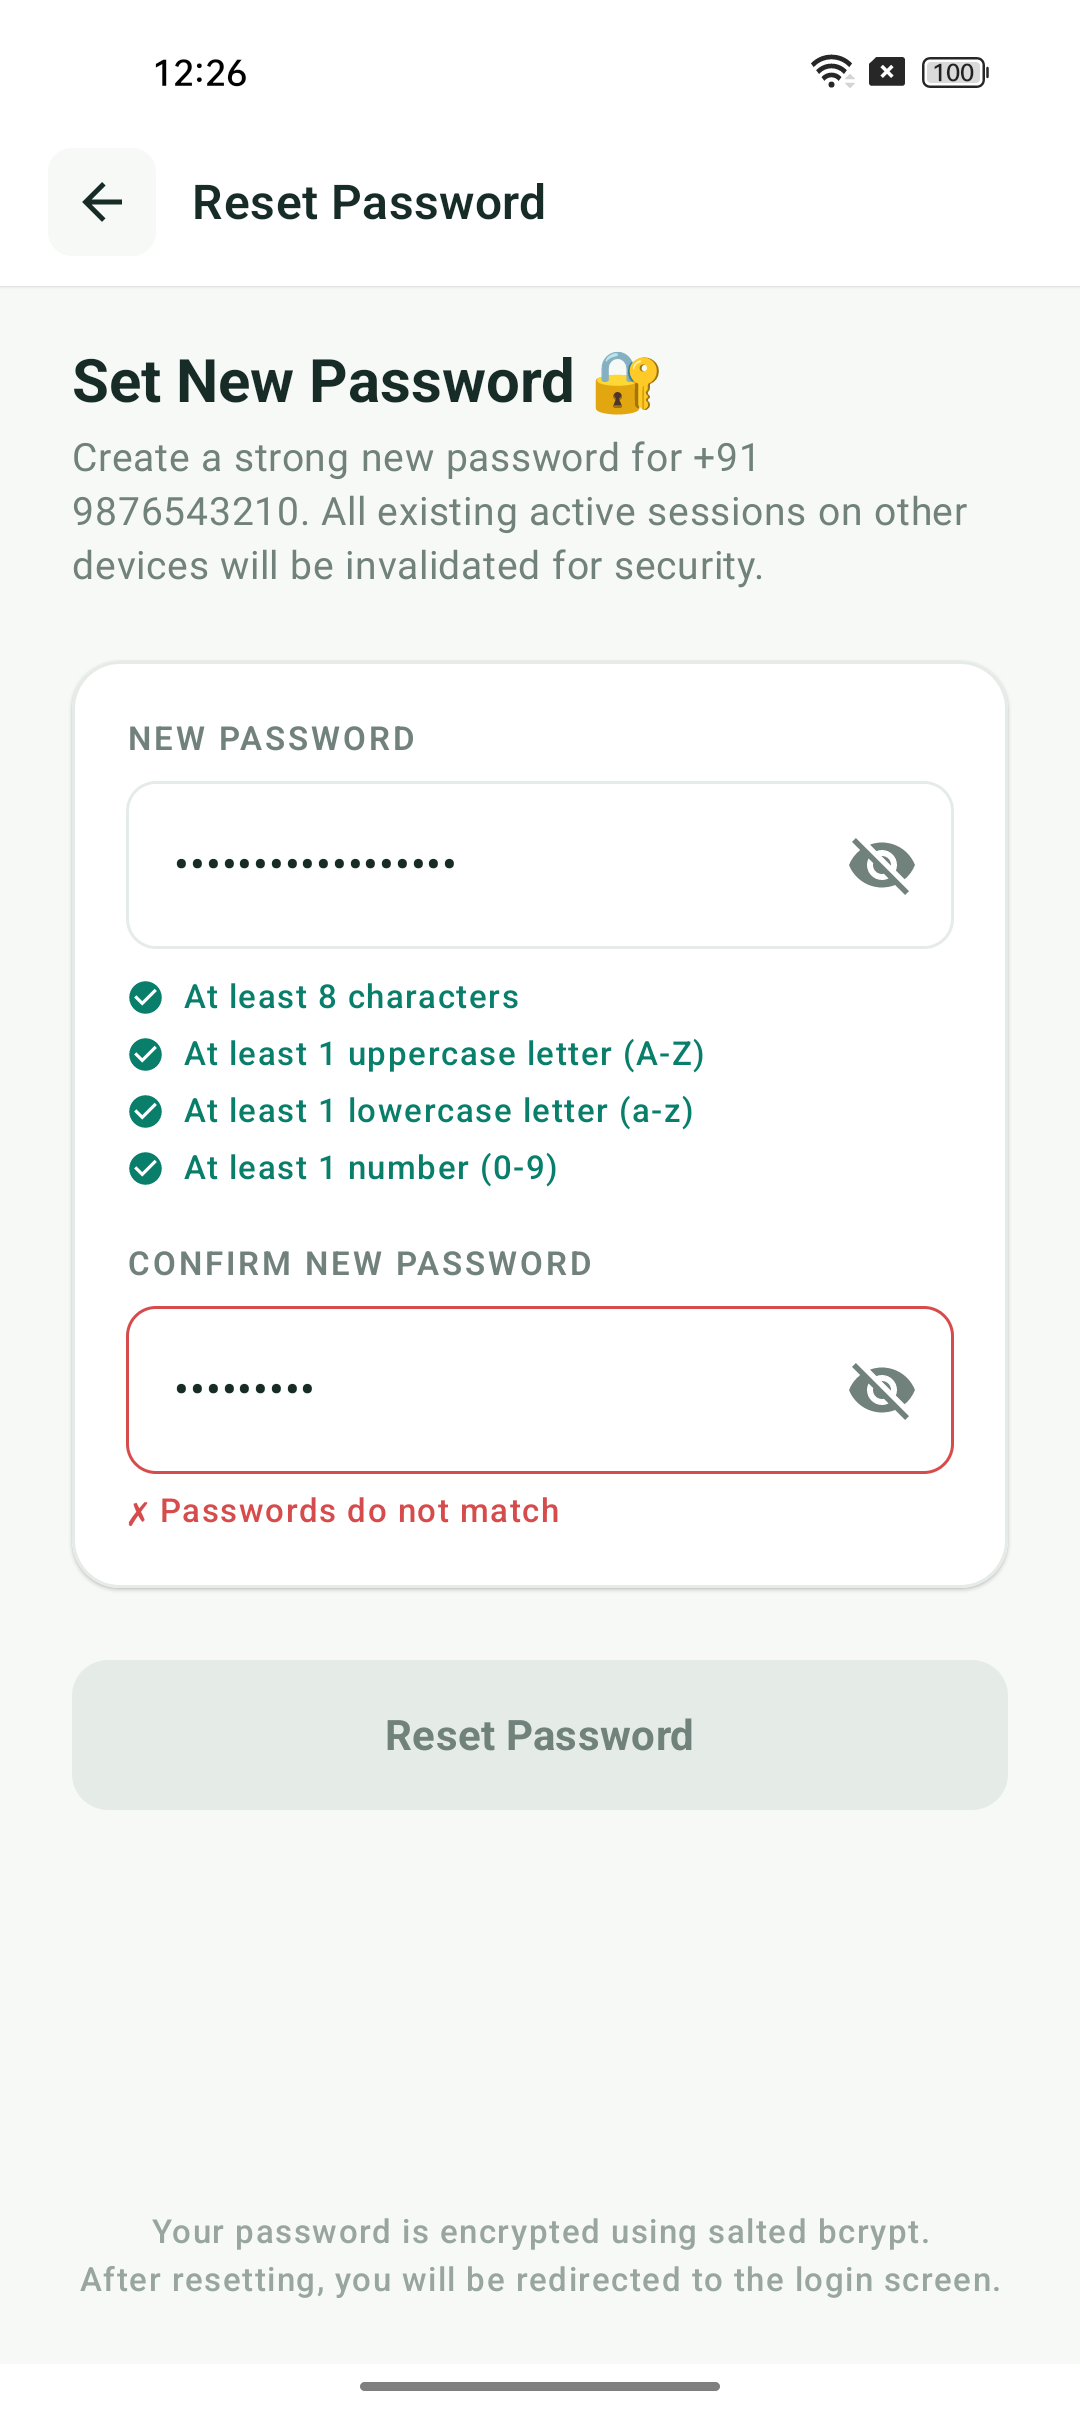 12:26
100
Reset Password
Set New Password 🔐
Create a strong new password for +91
9876543210. All existing active sessions on other
devices will be invalidated for security.
NEW PASSWORD
••••••••••••••••••
At least 8 characters
At least 1 uppercase letter (A-Z)
At least 1 lowercase letter (a-z)
At least 1 number (0-9)
CONFIRM NEW PASSWORD
•••••••••
✗ Passwords do not match
Reset Password
Your password is encrypted using salted bcrypt.
After resetting, you will be redirected to the login screen.